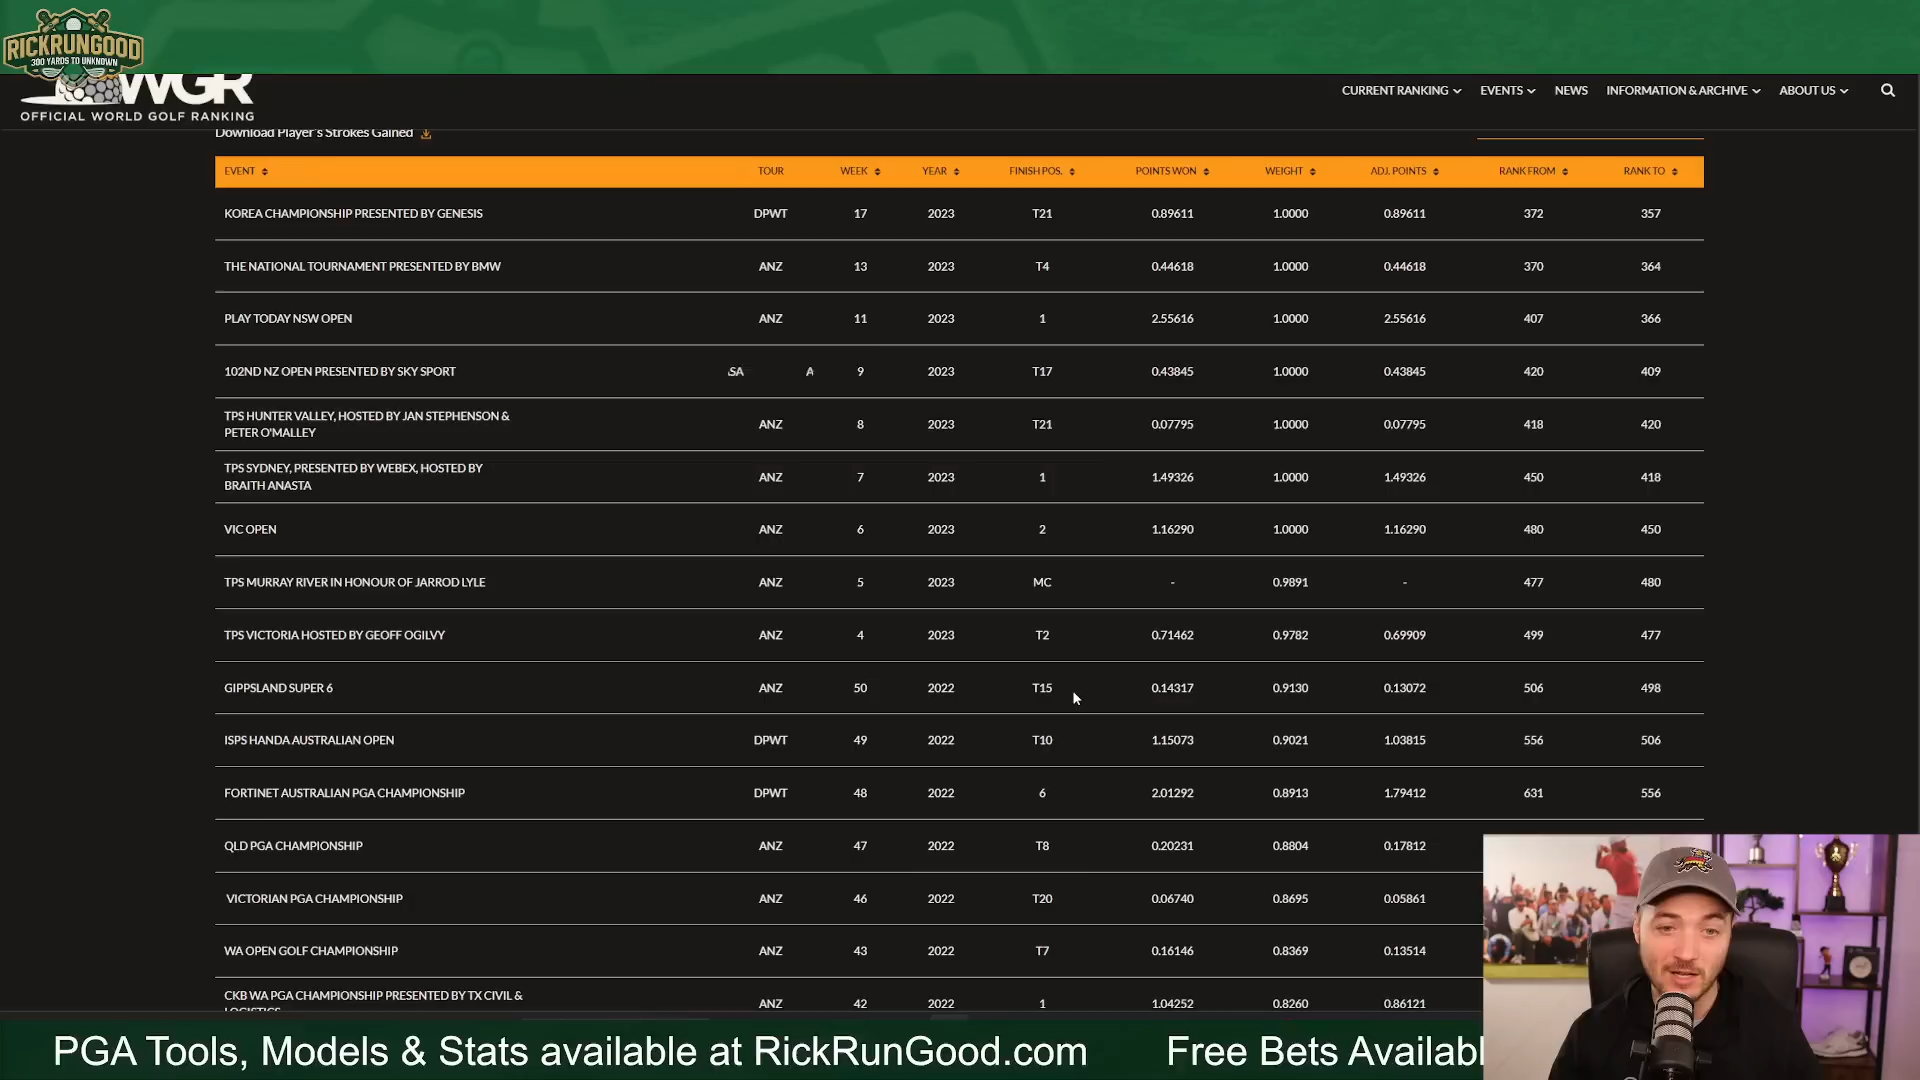 RICKRUNGOOD
300 YARDS TO UNKNOWN
WGR
OFFICIAL WORLD GOLF RANKING
CURRENT RANKING EVENTS NEWS INFORMATION & ARCHIVE ABOUT US
Download Player's Strokes Gained
EVENT TOUR WEEK YEAR FINISH POS. POINTS WON WEIGHT ADJ. POINTS RANK FROM RANK TO
KOREA CHAMPIONSHIP PRESENTED BY GENESIS DPWT 17 2023 T21 0.89611 1.0000 0.89611 372 357
THE NATIONAL TOURNAMENT PRESENTED BY BMW ANZ 13 2023 T4 0.44618 1.0000 0.44618 370 364
PLAY TODAY NSW OPEN ANZ 11 2023 1 2.55616 1.0000 2.55616 407 366
102ND NZ OPEN PRESENTED BY SKY SPORT SA A 9 2023 T17 0.43845 1.0000 0.43845 420 409
TPS HUNTER VALLEY, HOSTED BY JAN STEPHENSON &
PETER O'MALLEY ANZ 8 2023 T21 0.07795 1.0000 0.07795 418 420
TPS SYDNEY, PRESENTED BY WEBEX, HOSTED BY
BRAITH ANASTA ANZ 7 2023 1 1.49326 1.0000 1.49326 450 418
VIC OPEN ANZ 6 2023 2 1.16290 1.0000 1.16290 480 450
TPS MURRAY RIVER IN HONOUR OF JARROD LYLE ANZ 5 2023 MC - 0.9891 - 477 480
TPS VICTORIA HOSTED BY GEOFF OGILVY ANZ 4 2023 T2 0.71462 0.9782 0.69909 499 477
GIPPSLAND SUPER 6 ANZ 50 2022 T15 0.14317 0.9130 0.13072 506 498
ISPS HANDA AUSTRALIAN OPEN DPWT 49 2022 T10 1.15073 0.9021 1.03815 556 506
FORTINET AUSTRALIAN PGA CHAMPIONSHIP DPWT 48 2022 6 2.01292 0.8913 1.79412 631 556
QLD PGA CHAMPIONSHIP ANZ 47 2022 T8 0.20231 0.8804 0.17812
VICTORIAN PGA CHAMPIONSHIP ANZ 46 2022 T20 0.06740 0.8695 0.05861
WA OPEN GOLF CHAMPIONSHIP ANZ 43 2022 T7 0.16146 0.8369 0.13514
CKB WA PGA CHAMPIONSHIP PRESENTED BY TX CIVIL &
LOGISTICS ANZ 42 2022 1 1.04252 0.8260 0.86121
PGA Tools, Models & Stats available at RickRunGood.com Free Bets Availabl